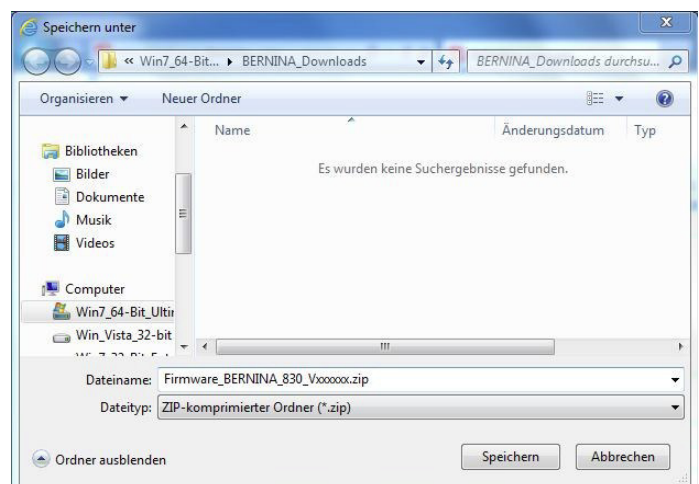 Speichern unter
« Win7_64-Bit... ▸ BERNINA_Downloads
BERNINA_Downloads durchsu...
Organisieren ▾ Neuer Ordner
Name Änderungsdatum Typ
Es wurden keine Suchergebnisse gefunden.
Bibliotheken
Bilder
Dokumente
Musik
Videos
Computer
Win7_64-Bit_Ultin
Win_Vista_32-bit
Dateiname: Firmware_BERNINA_830_Vxxxxxx.zip
Dateityp: ZIP-komprimierter Ordner (*.zip)
Ordner ausblenden
Speichern Abbrechen